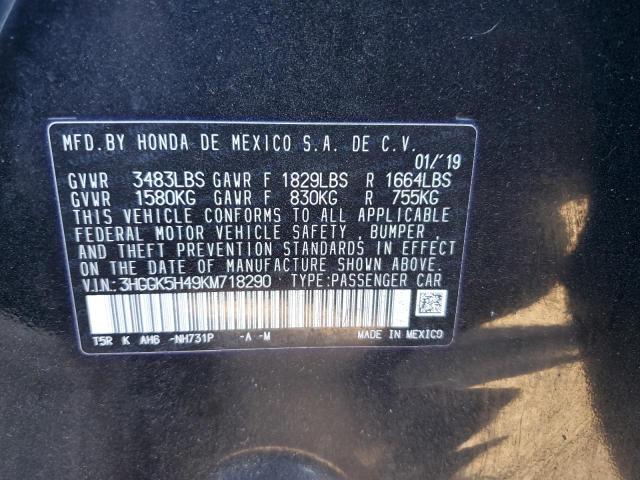 MFD.BY HONDA DE MEXICO S.A. DE C.V.
01/'19
GVWR 3483LBS GAWR F 1829LBS R 1664LBS
GVWR 1580KG GAWR F 830KG R 755KG
THIS VEHICLE CONFORMS TO ALL APPLICABLE
FEDERAL MOTOR VEHICLE SAFETY, BUMPER,
AND THEFT PREVENTION STANDARDS IN EFFECT
ON THE DATE OF MANUFACTURE SHOWN ABOVE.
V.I.N.: 3HGGK5H49KM718290 TYPE:PASSENGER CAR
T5R K AH6 -NH731P -A -M MADE IN MEXICO